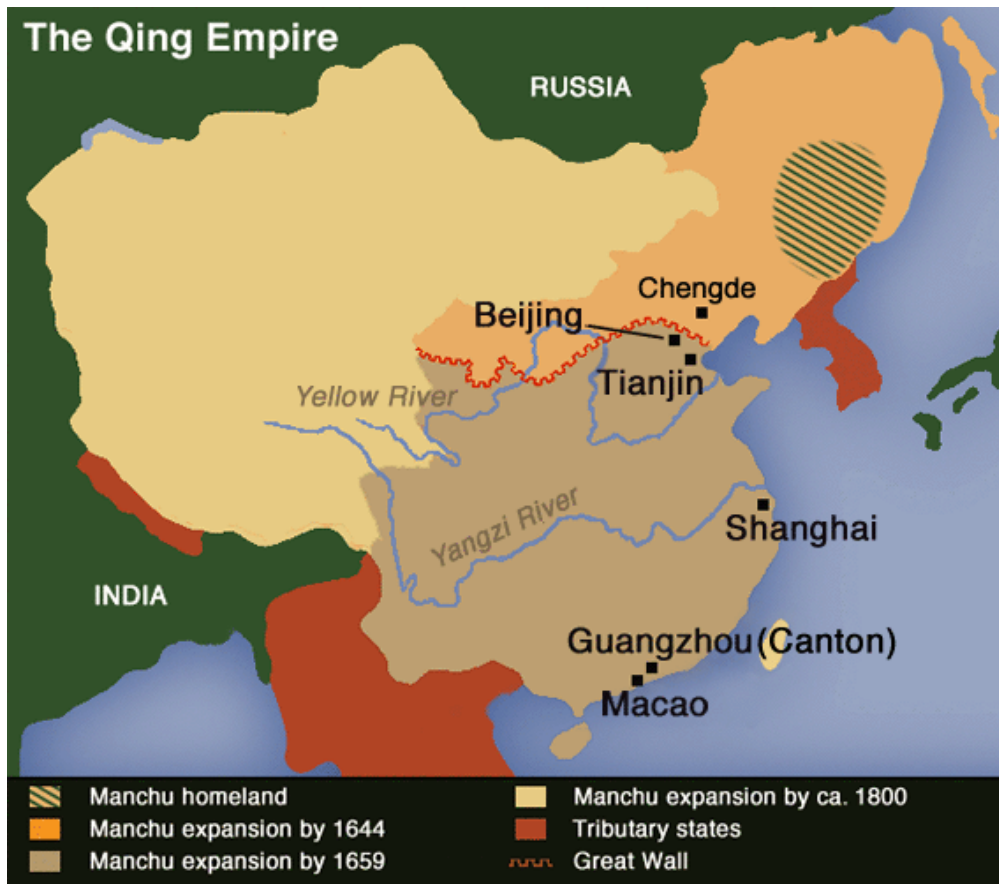 The Qing Empire
RUSSIA
Chengde
Beijing
Tianjin
Yellow River
Yangzi River
Shanghai
INDIA
Guangzhou (Canton)
Macao
Manchu homeland
Manchu expansion by 1644
Manchu expansion by 1659
Manchu expansion by ca. 1800
Tributary states
Great Wall